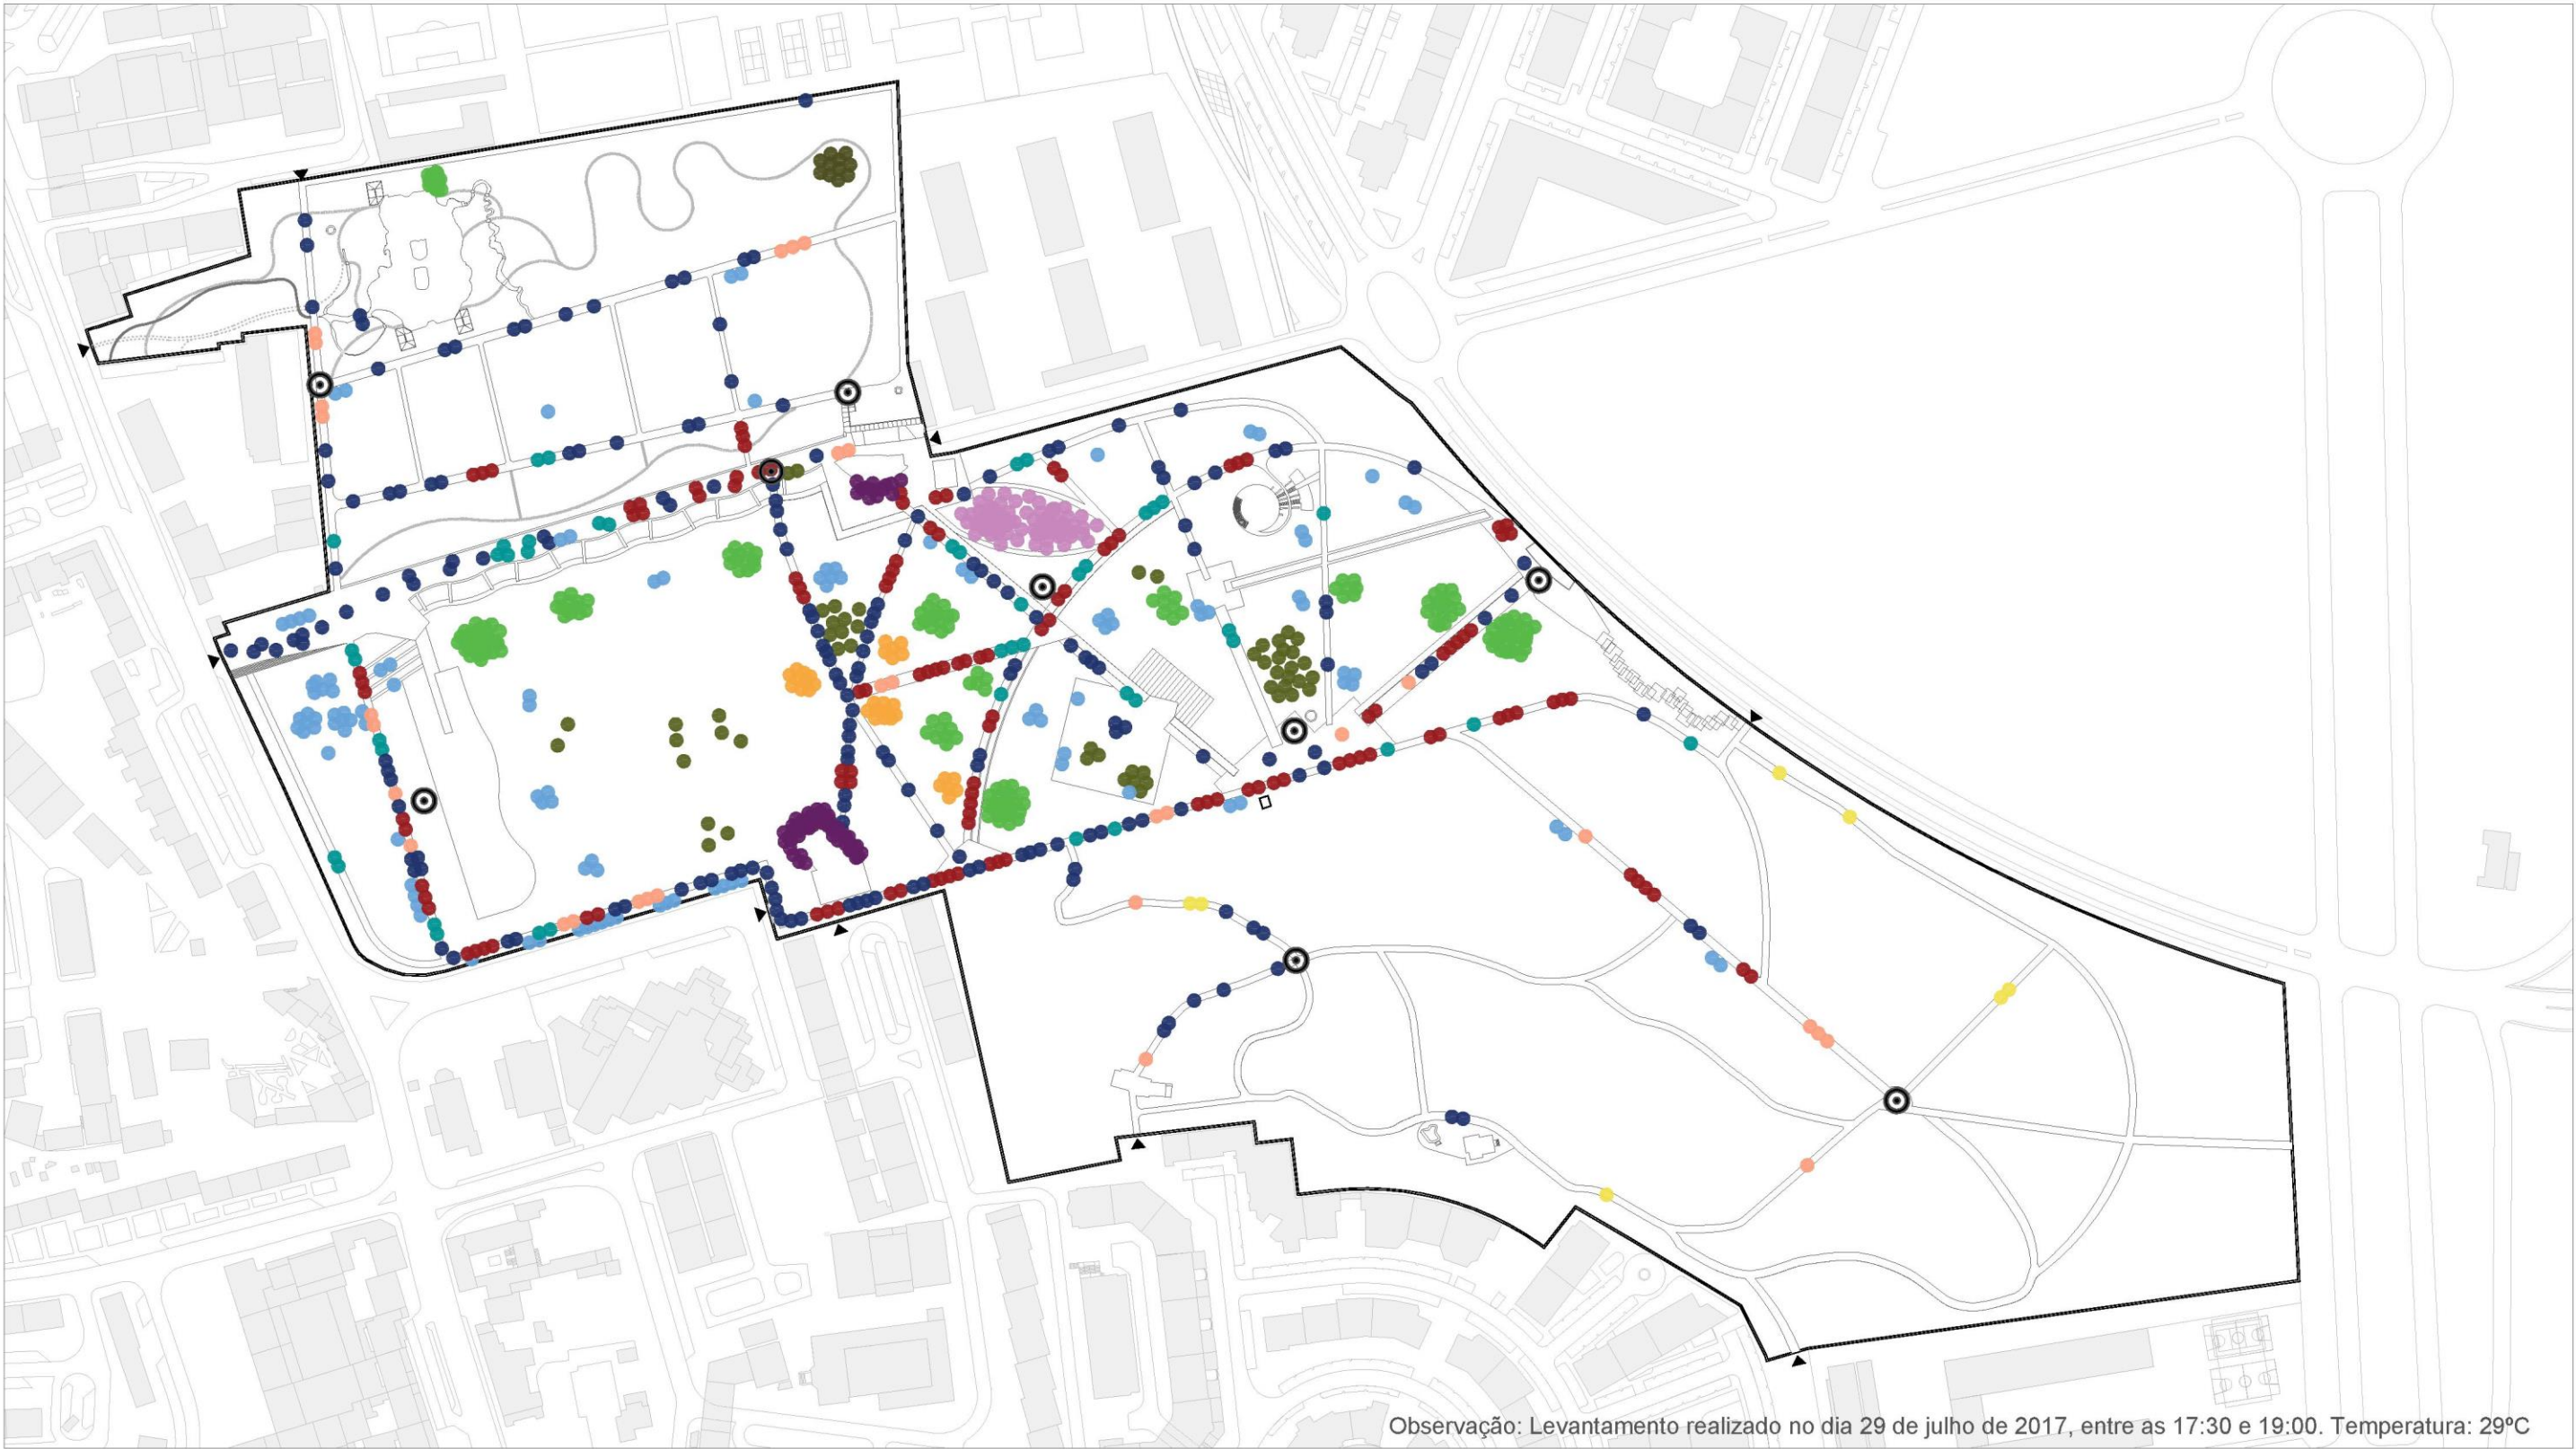 Observação: Levantamento realizado no dia 29 de julho de 2017, entre as 17:30 e 19:00. Temperatura: 29ºC